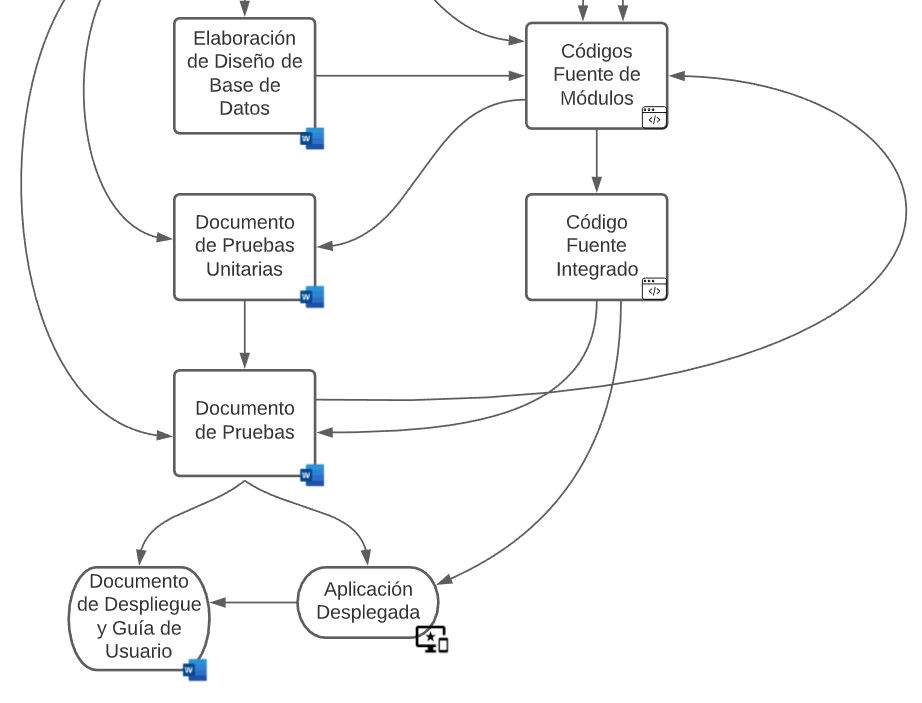 Elaboración
de Diseño de
Base de
Datos
Códigos
Fuente de
Módulos
Documento
de Pruebas
Unitarias
Código
Fuente
Integrado
Documento
de Pruebas
Documento
de Despliegue
y Guía de
Usuario
Aplicación
Desplegada